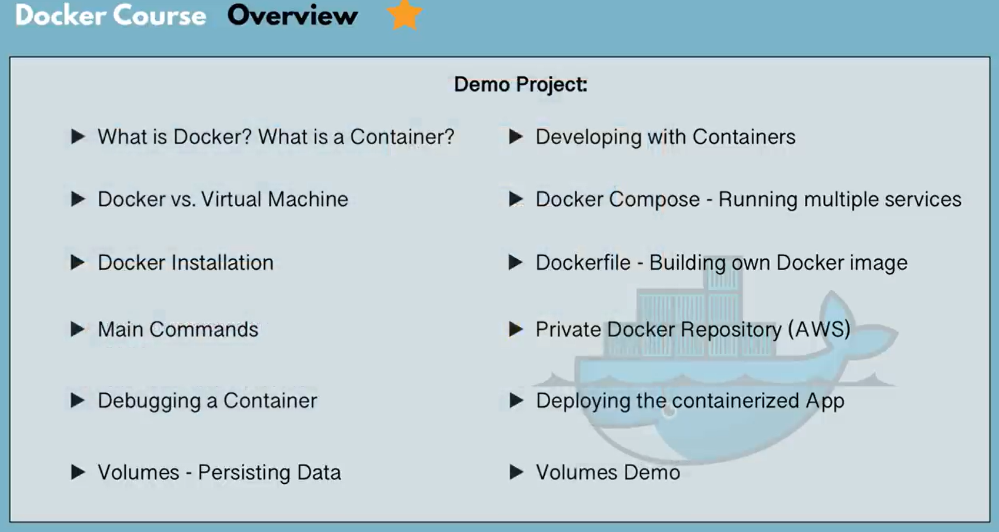 Docker Course Overview
Demo Project:
What is Docker? What is a Container?
Docker vs. Virtual Machine
Docker Installation
Main Commands
Debugging a Container
Volumes - Persisting Data
Developing with Containers
Docker Compose - Running multiple services
Dockerfile - Building own Docker image
Private Docker Repository (AWS)
Deploying the containerized App
Volumes Demo